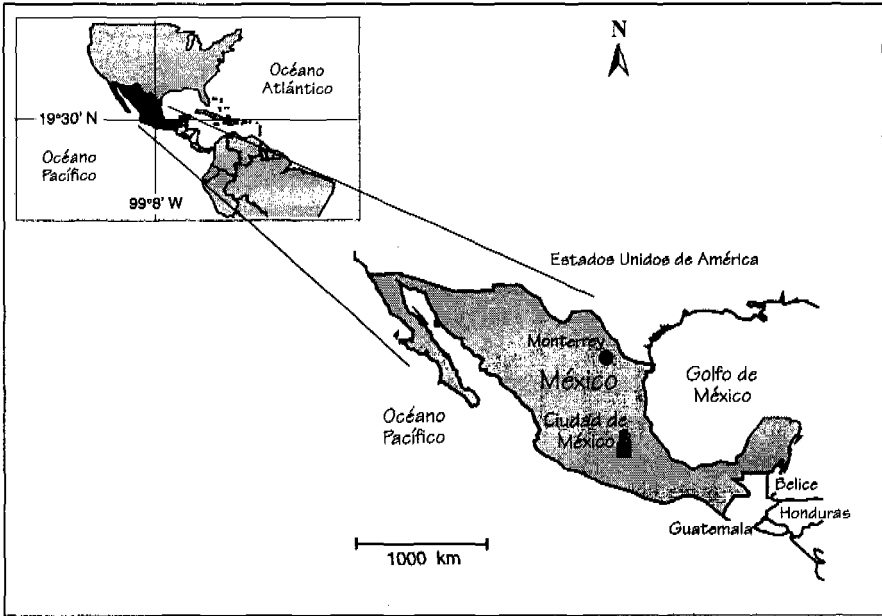 N
Océano
Atlántico
19°30' N
Océano
Pacífico
99°8' W
Estados Unidos de América
Monterrey
México
Golfo de
México
Ciudad de
México
Océano
Pacífico
Belice
Honduras
Guatemala
1000 km